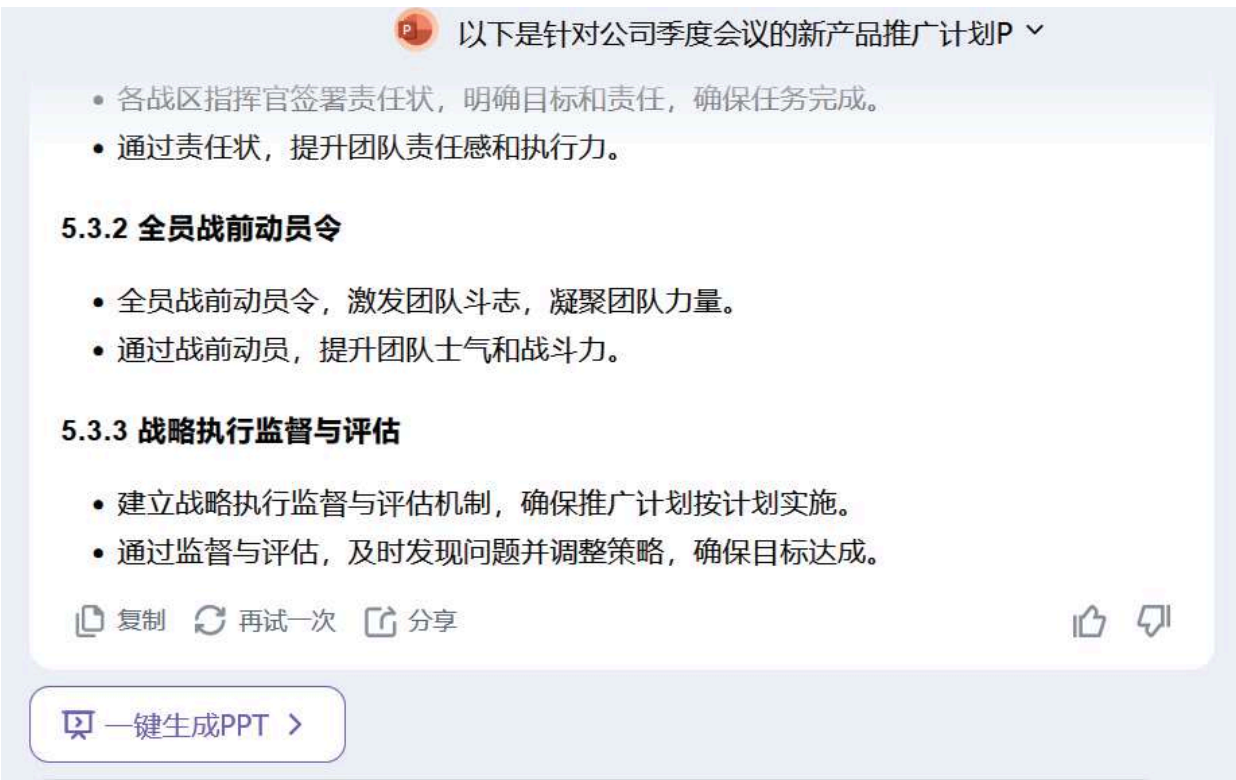 以下是针对公司季度会议的新产品推广计划P
• 各战区指挥官签署责任状，明确目标和责任，确保任务完成。
• 通过责任状，提升团队责任感和执行力。
5.3.2 全员战前动员令
• 全员战前动员令，激发团队斗志，凝聚团队力量。
• 通过战前动员，提升团队士气和战斗力。
5.3.3 战略执行监督与评估
• 建立战略执行监督与评估机制，确保推广计划按计划实施。
• 通过监督与评估，及时发现问题并调整策略，确保目标达成。
复制 再试一次 分享
一键生成PPT